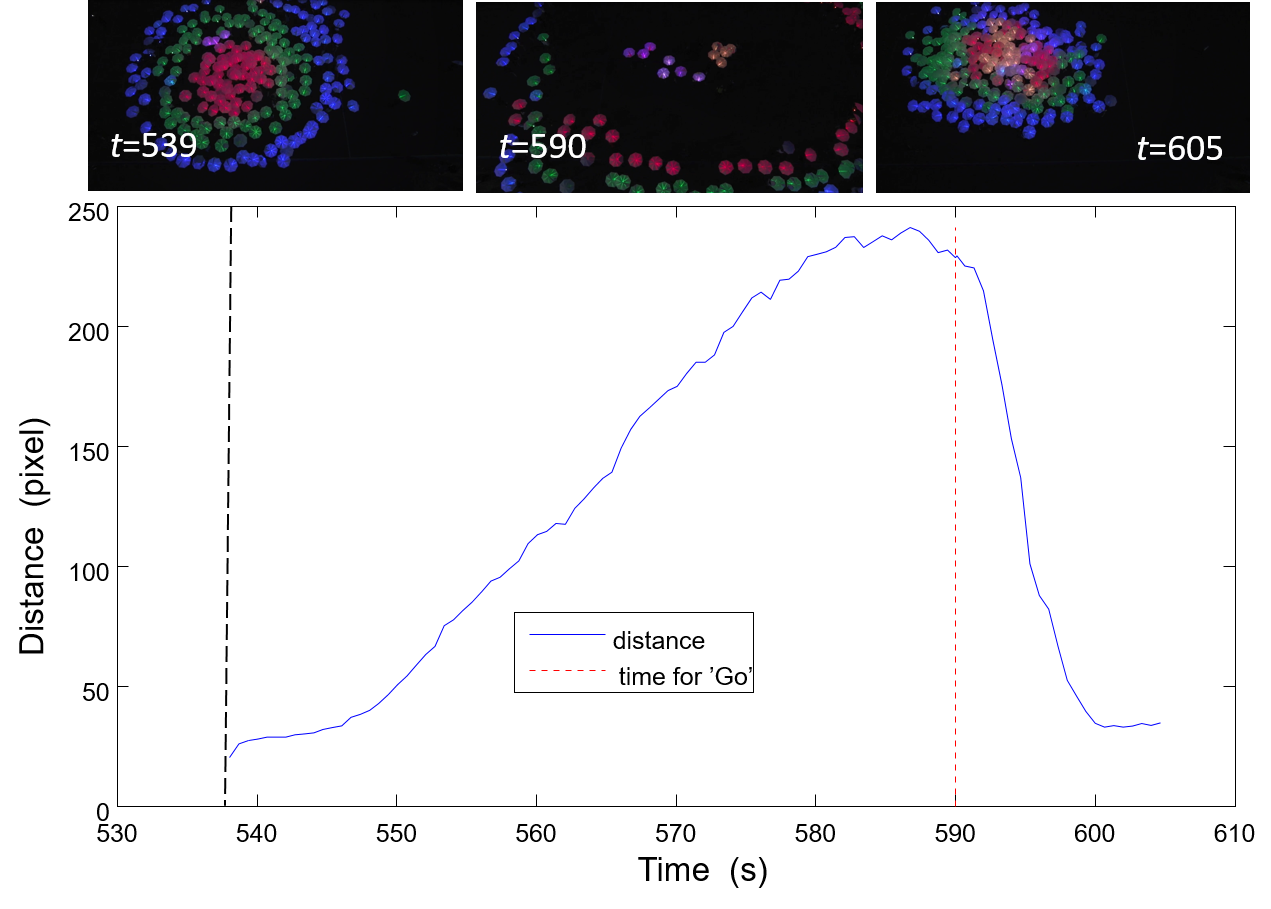 t=539
t=590
t=605
250
200
150
100
50
0
Distance (pixel)
distance
time for ’Go’
530 540 550 560 570 580 590 600 610
Time (s)